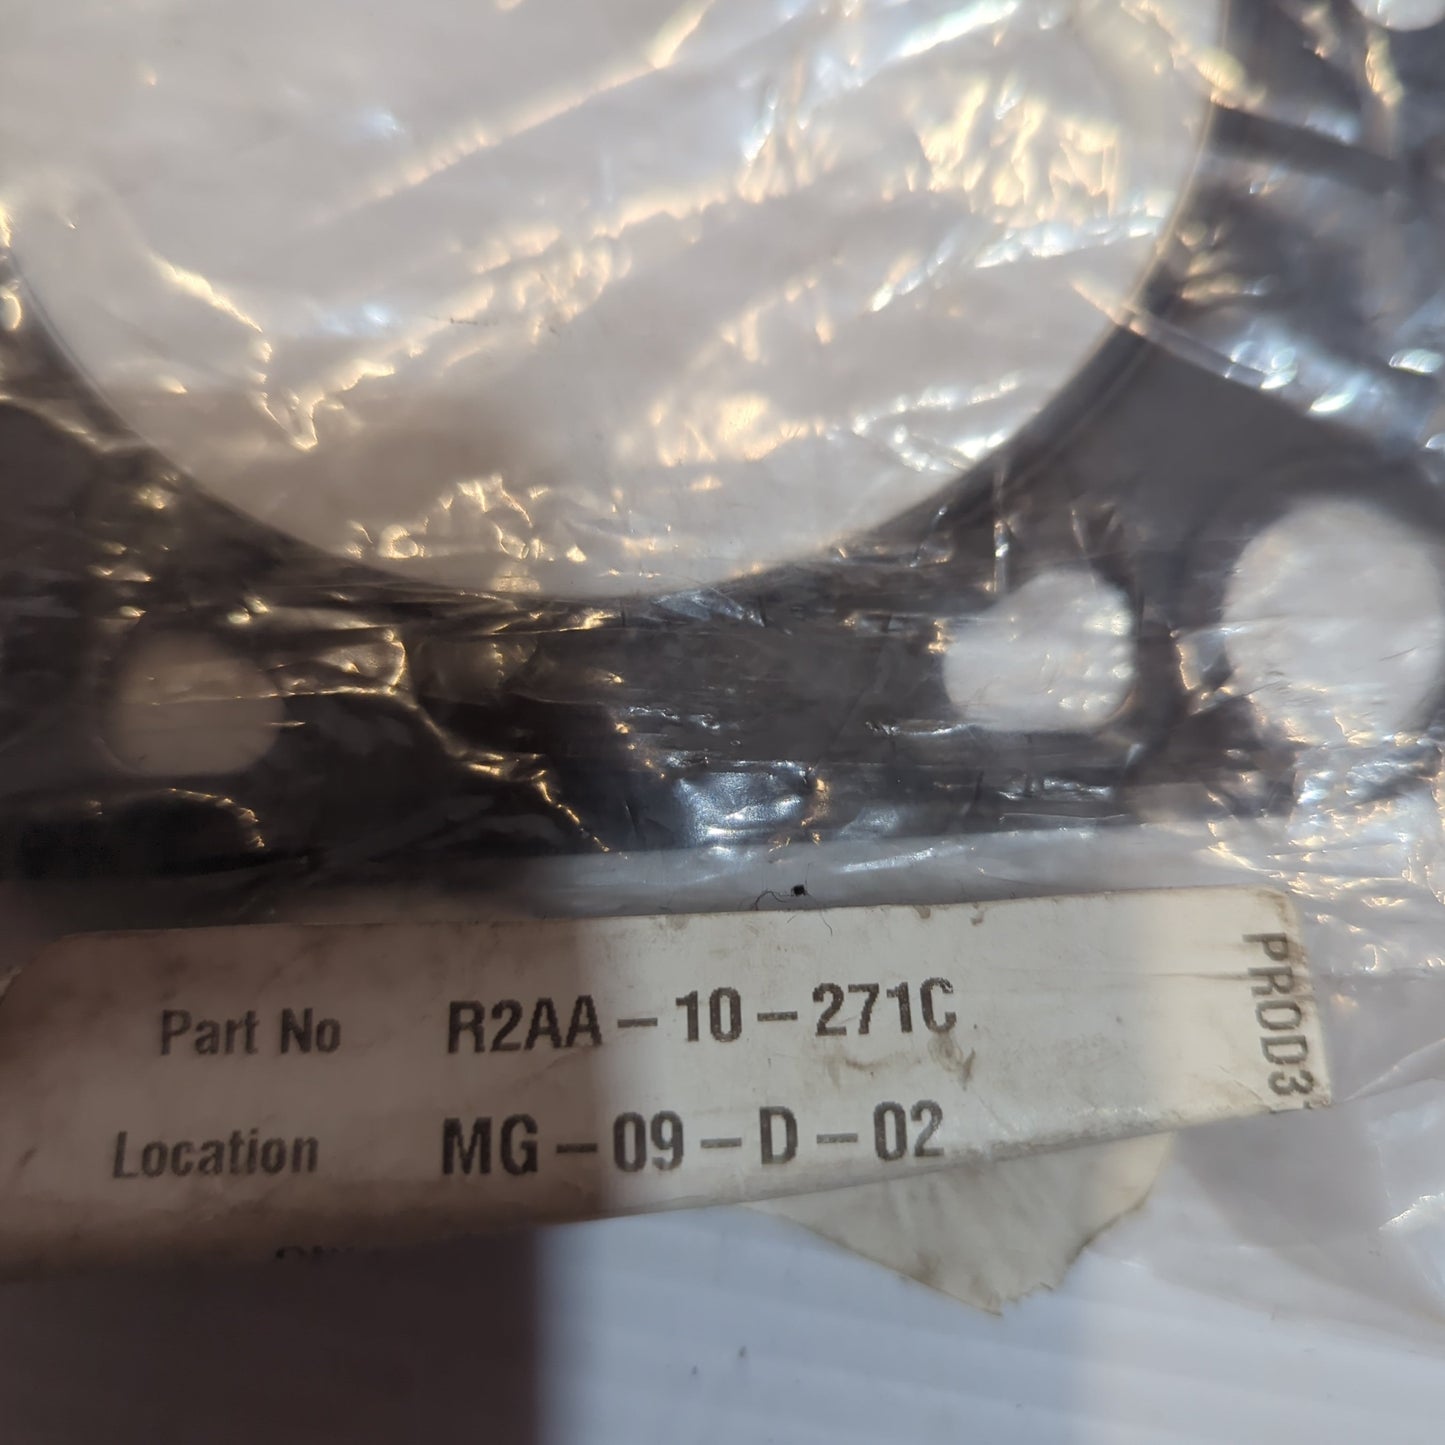 Part No R2AA-10-271C
Location MG-09-D-02
PROD3